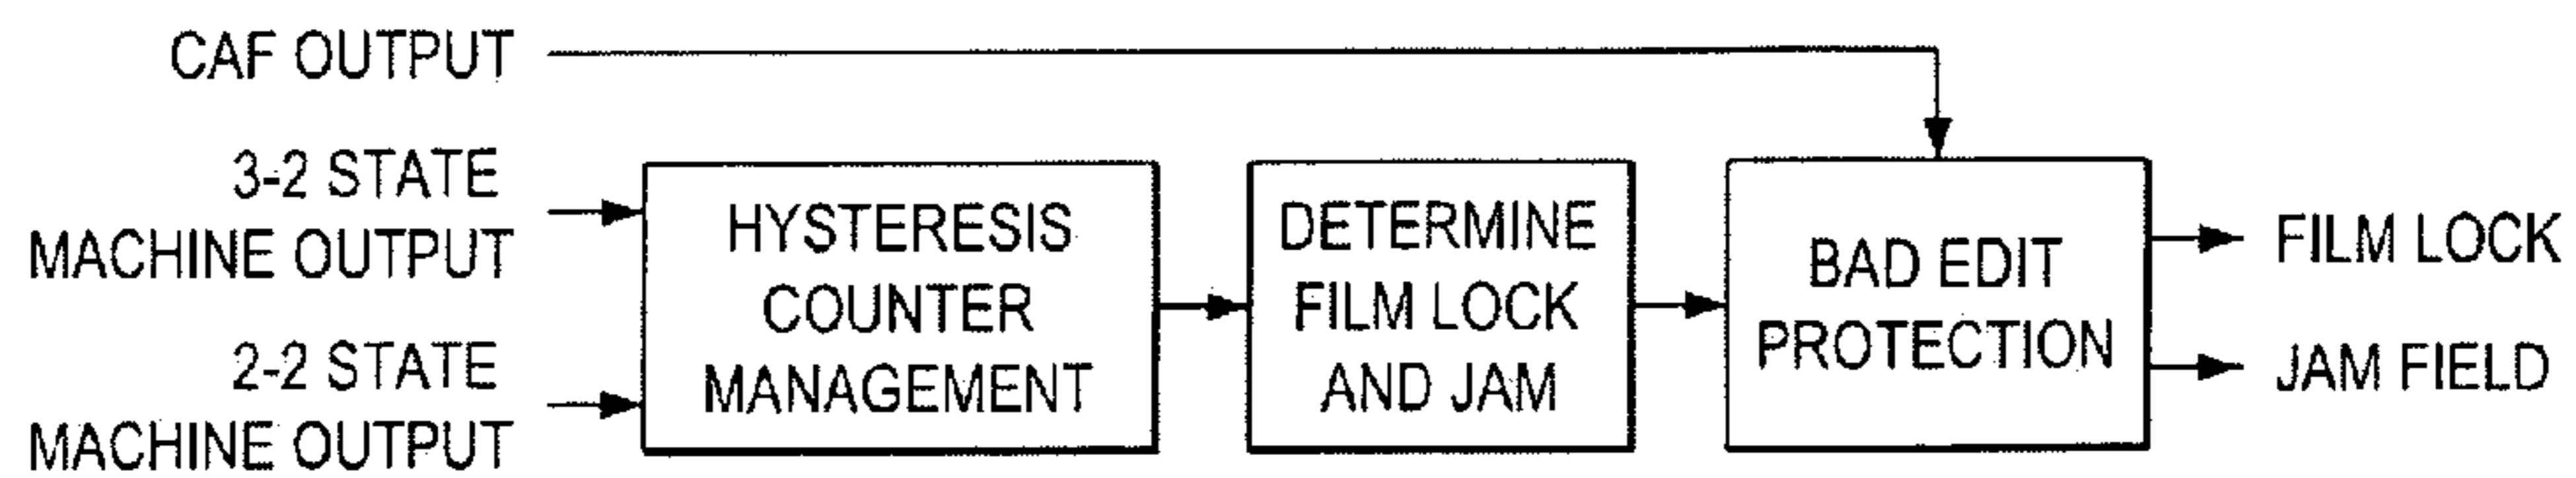 CAF OUTPUT
3-2 STATE
MACHINE OUTPUT
2-2 STATE
MACHINE OUTPUT
HYSTERESIS
COUNTER
MANAGEMENT
DETERMINE
FILM LOCK
AND JAM
BAD EDIT
PROTECTION
FILM LOCK
JAM FIELD